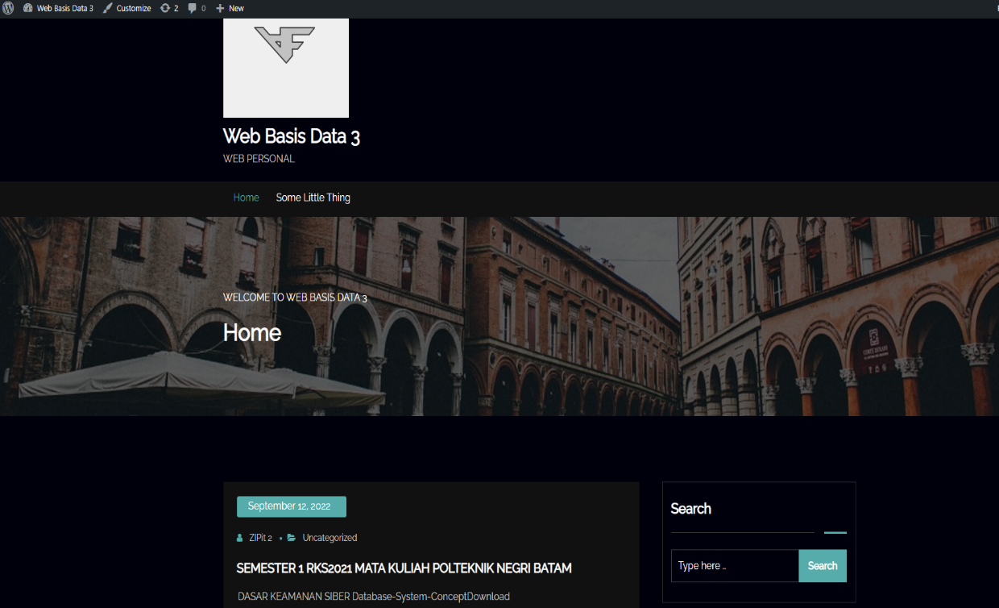 Web Basis Data 3 Customize 2 0 New
Web Basis Data 3
WEB PERSONAL
Home Some Little Thing
WELCOME TO WEB BASIS DATA 3
Home
September 12, 2022
ZIPit 2 • Uncategorized
SEMESTER 1 RKS2021 MATA KULIAH POLTEKNIK NEGRI BATAM
DASAR KEAMANAN SIBER Database-System-ConceptDownload
Search
Type here ... Search